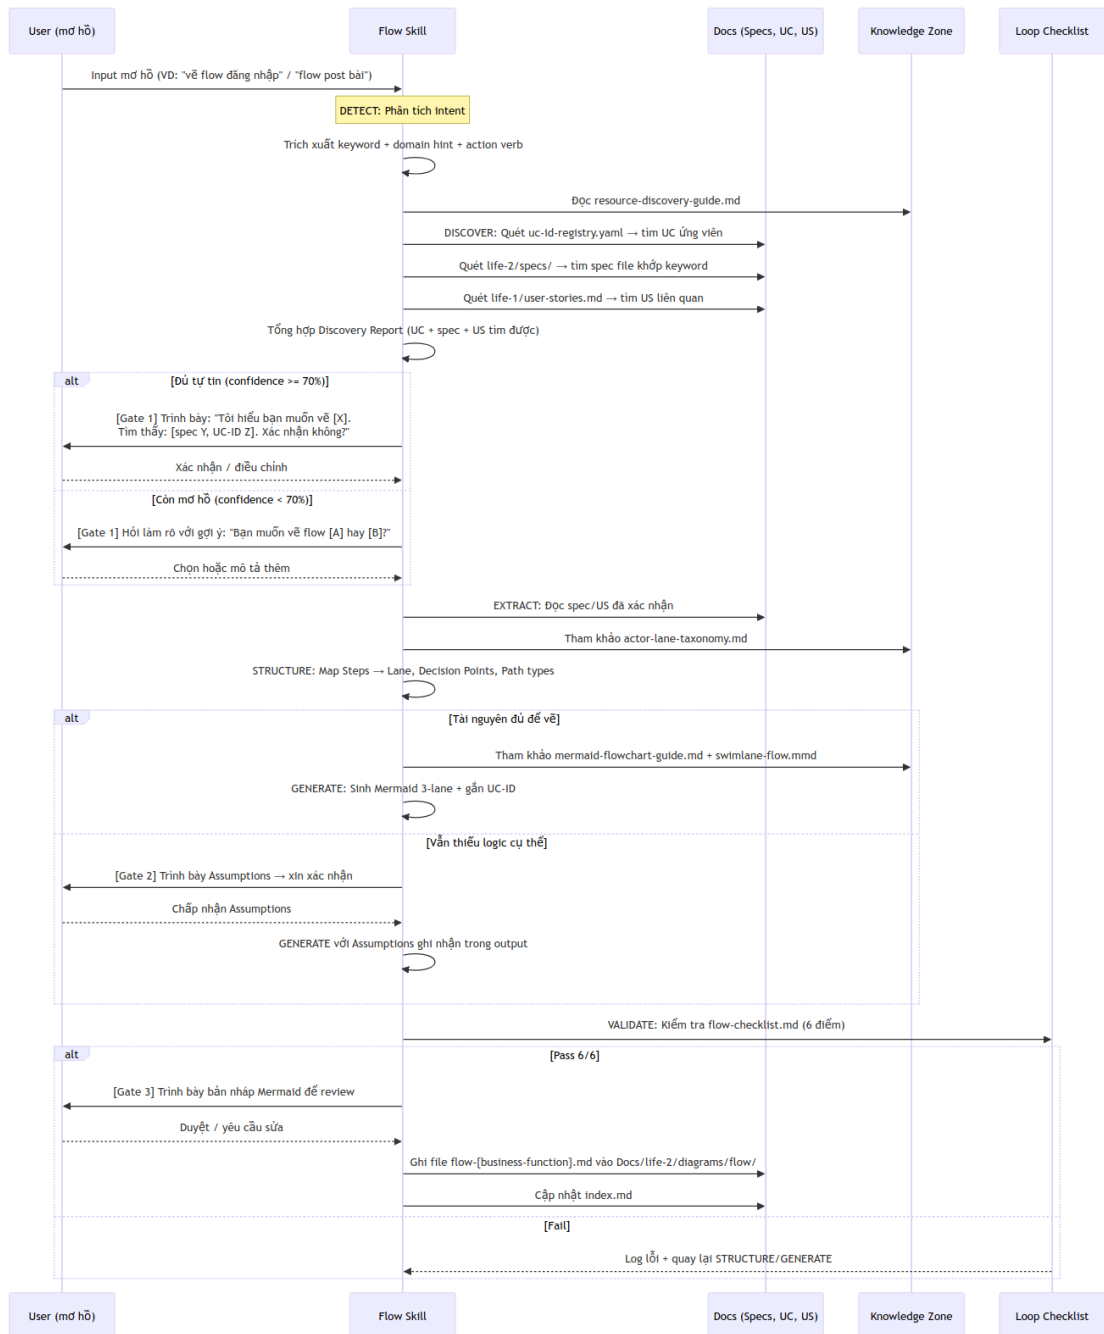 User (mơ hồ)
Flow Skill
Docs (Specs, UC, US)
Knowledge Zone
Loop Checklist
Input mơ hồ (VD: "vẽ flow đăng nhập" / "flow post bài")
DETECT: Phân tích intent
Trích xuất keyword + domain hint + action verb
Đọc resource-discovery-guide.md
DISCOVER: Quét uc-id-registry.yaml → tìm UC ứng viên
Quét life-2/specs/ → tìm spec file khớp keyword
Quét life-1/user-stories.md → tìm US liên quan
Tổng hợp Discovery Report (UC + spec + US tìm được)
alt
[Đủ tự tin (confidence >= 70%)]
[Gate 1] Trình bày: "Tôi hiểu bạn muốn vẽ [X].
Tìm thấy: [spec Y, UC-ID Z]. Xác nhận không?"
Xác nhận / điều chỉnh
[Còn mơ hồ (confidence < 70%)]
[Gate 1] Hỏi làm rõ với gợi ý: "Bạn muốn vẽ flow [A] hay [B]?"
Chọn hoặc mô tả thêm
EXTRACT: Đọc spec/US đã xác nhận
Tham khảo actor-lane-taxonomy.md
STRUCTURE: Map Steps → Lane, Decision Points, Path types
alt
[Tài nguyên đủ để vẽ]
Tham khảo mermaid-flowchart-guide.md + swimlane-flow.mmd
GENERATE: Sinh Mermaid 3-lane + gắn UC-ID
[Vẫn thiếu logic cụ thể]
[Gate 2] Trình bày Assumptions → xin xác nhận
Chấp nhận Assumptions
GENERATE với Assumptions ghi nhận trong output
VALIDATE: Kiểm tra flow-checklist.md (6 điểm)
alt
[Pass 6/6]
[Gate 3] Trình bày bản nháp Mermaid để review
Duyệt / yêu cầu sửa
Ghi file flow-{business-function}.md vào Docs/life-2/diagrams/flow/
Cập nhật index.md
[Fail]
Log lỗi + quay lại STRUCTURE/GENERATE
User (mơ hồ)
Flow Skill
Docs (Specs, UC, US)
Knowledge Zone
Loop Checklist